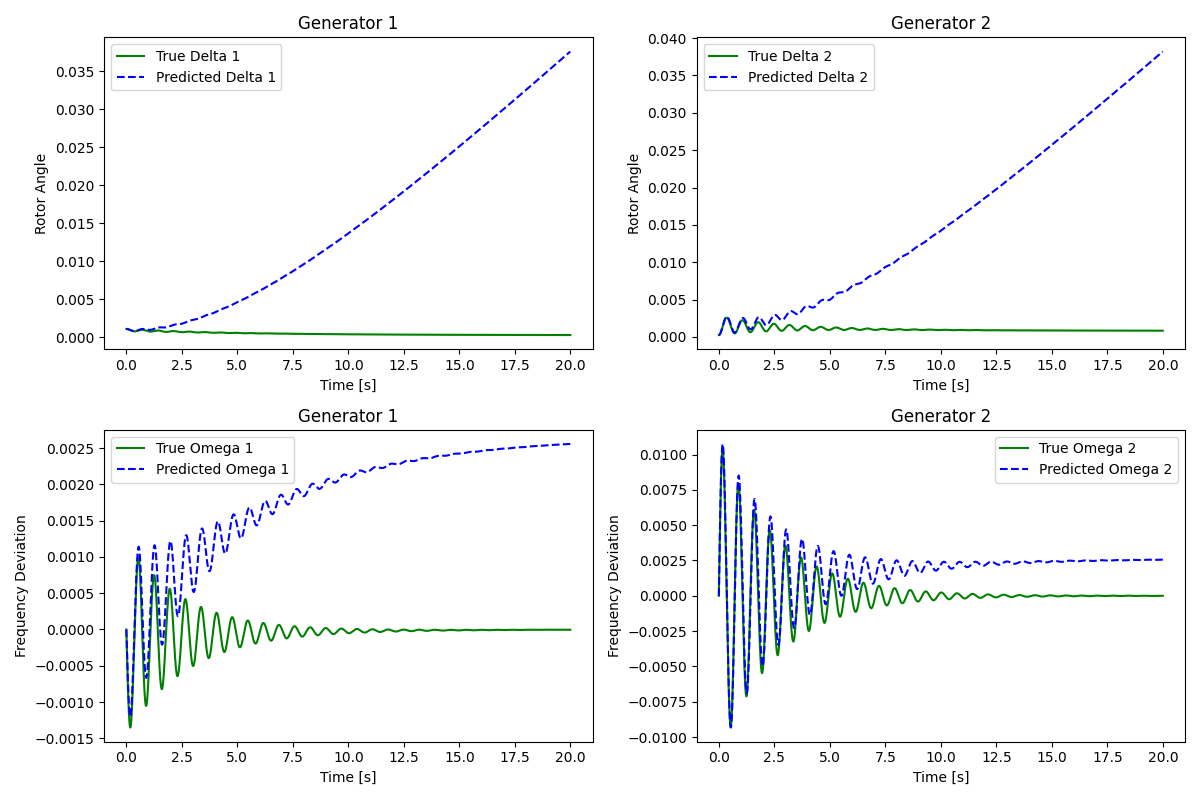 Generator 1
True Delta 1
Predicted Delta 1
0.035
0.030
0.025
0.020
0.015
0.010
0.005
0.000
Rotor Angle
0.0 2.5 5.0 7.5 10.0 12.5 15.0 17.5 20.0
Time [s]
Generator 2
True Delta 2
Predicted Delta 2
0.040
0.035
0.030
0.025
0.020
0.015
0.010
0.005
0.000
Rotor Angle
0.0 2.5 5.0 7.5 10.0 12.5 15.0 17.5 20.0
Time [s]
Generator 1
True Omega 1
Predicted Omega 1
0.0025
0.0020
0.0015
0.0010
0.0005
0.0000
−0.0005
−0.0010
−0.0015
Frequency Deviation
0.0 2.5 5.0 7.5 10.0 12.5 15.0 17.5 20.0
Time [s]
Generator 2
True Omega 2
Predicted Omega 2
0.0100
0.0075
0.0050
0.0025
0.0000
−0.0025
−0.0050
−0.0075
−0.0100
Frequency Deviation
0.0 2.5 5.0 7.5 10.0 12.5 15.0 17.5 20.0
Time [s]